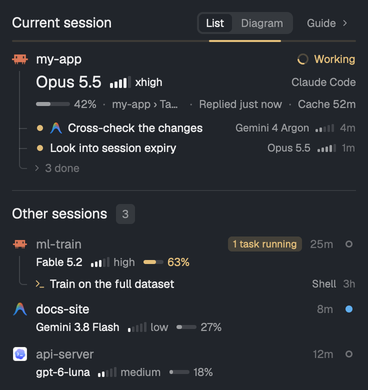 Current session
List
Diagram
Guide >
my-app
Working
Opus 5.5 xhigh
Claude Code
42% · my-app › Ta... · Replied just now · Cache 52m
Cross-check the changes
Gemini 4 Argon 4m
Look into session expiry
Opus 5.5 1m
> 3 done
Other sessions 3
ml-train
1 task running 25m
Fable 5.2 high 63%
Train on the full dataset
Shell 3h
docs-site
8m
Gemini 3.8 Flash low 27%
api-server
12m
gpt-6-luna medium 18%